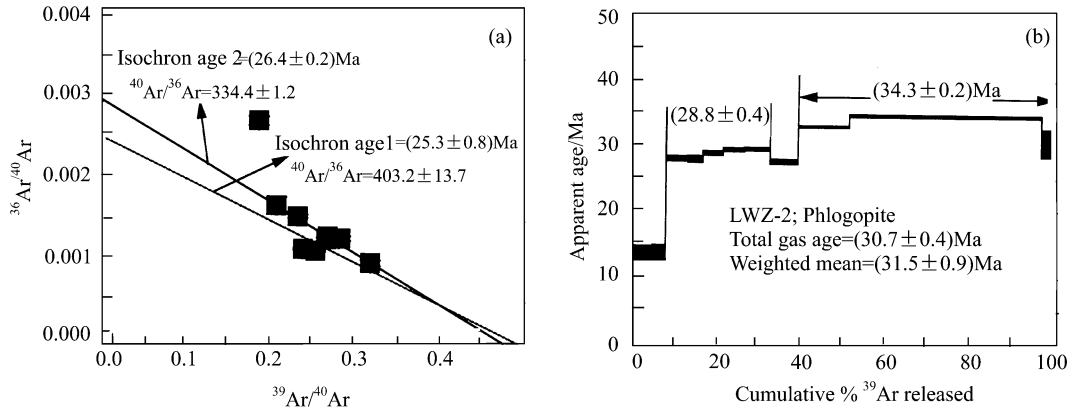 (a)
0.004
0.003
0.002
0.001
0.000
³⁶Ar/⁴⁰Ar
Isochron age 2=(26.4±0.2)Ma
⁴⁰Ar/³⁶Ar=334.4±1.2
Isochron age1=(25.3±0.8)Ma
⁴⁰Ar/³⁶Ar=403.2±13.7
0.0 0.1 0.2 0.3 0.4
³⁹Ar/⁴⁰Ar
(b)
50
40
30
20
10
0
Apparent age/Ma
(28.8±0.4)
(34.3±0.2)Ma
LWZ-2; Phlogopite
Total gas age=(30.7±0.4)Ma
Weighted mean=(31.5±0.9)Ma
0 20 40 60 80 100
Cumulative % ³⁹Ar released